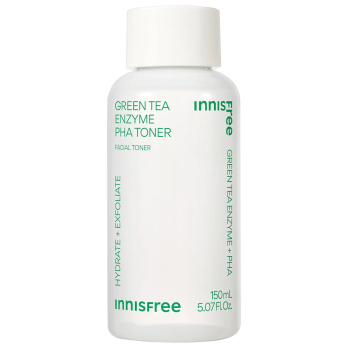 GREEN TEA
ENZYME
PHA TONER
FACIAL TONER
HYDRATE + EXFOLIATE
innisfree
innisfree
GREEN TEA ENZYME + PHA
150mL
5.07Fl.Oz.